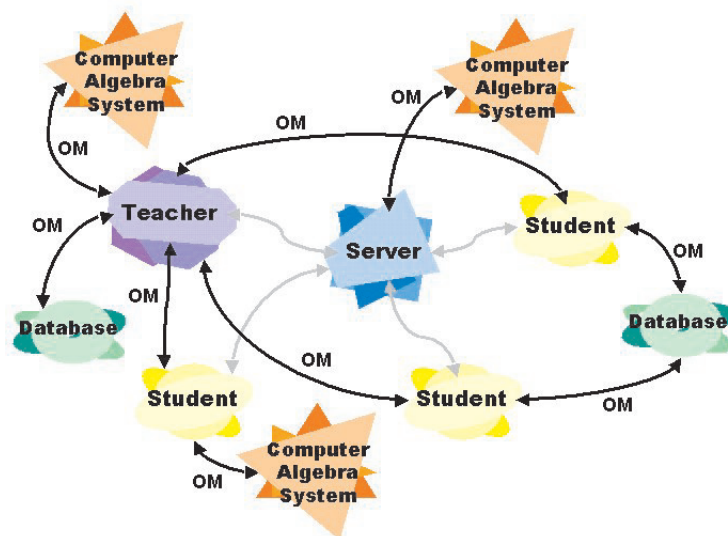 Computer
Algebra
System
Computer
Algebra
System
OM
OM
OM
Teacher
Student
OM
Server
OM
OM
Database
Database
OM
OM
Student
Student
OM
Computer
Algebra
System
OM